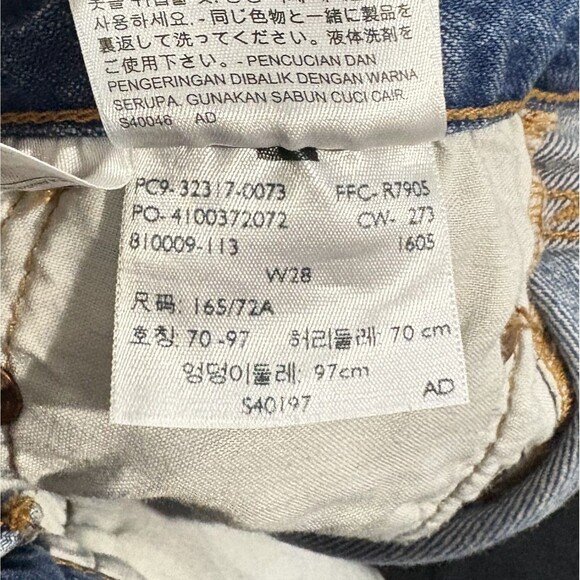 사용하세요. - 同じ色物と一緒に製品を
裏返して洗ってください。液体洗剤を
ご使用下さい。- PENCUCIAN DAN
PENGERINGAN DIBALIK DENGAN WARNA
SERUPA. GUNAKAN SABUN CUCI CAIR.
S40046 AD
PC9- 32317-0073 FFC- R7905
PO- 4100372072 CW- 273
810009-113 1605
W28
尺码: 165/72A
호칭: 70 -97 허리둘레: 70 cm
엉덩이둘레: 97cm
S40197 AD